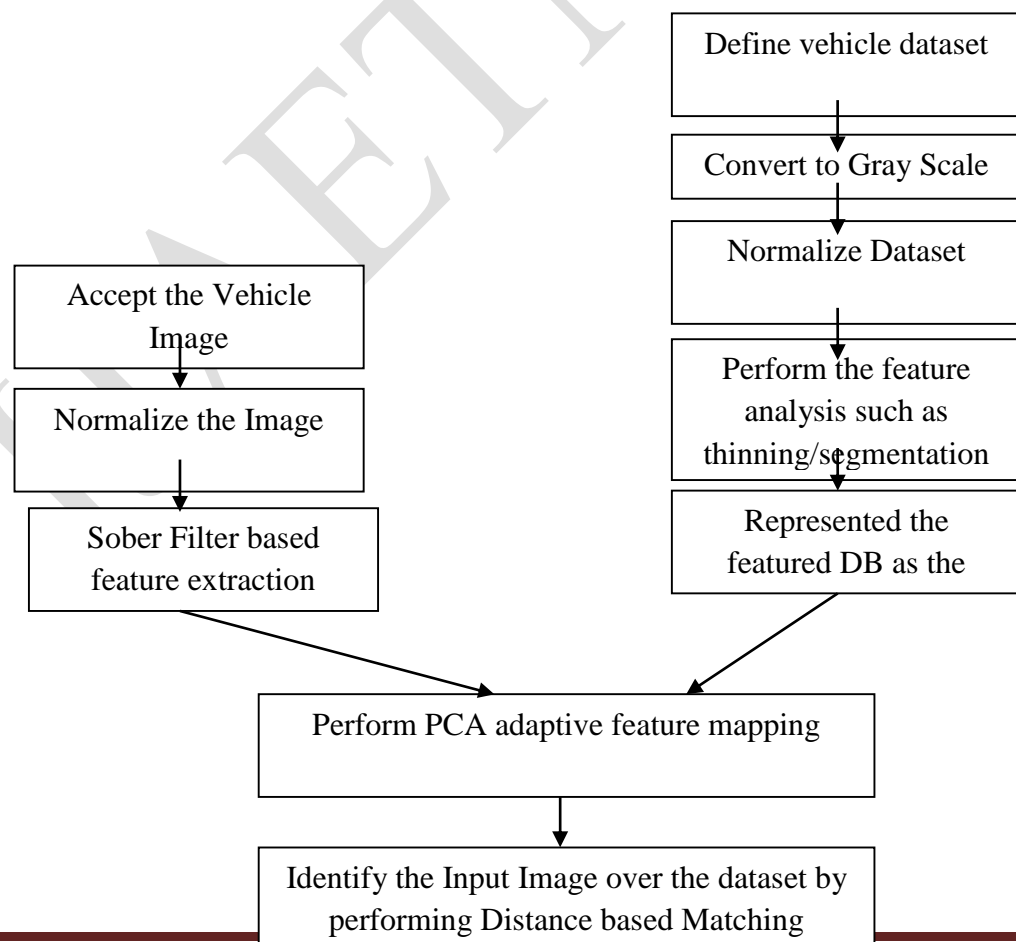 Define vehicle dataset
Convert to Gray Scale
Normalize Dataset
Perform the feature
analysis such as
thinning/segmentation
Represented the
featured DB as the
Accept the Vehicle
Image
Normalize the Image
Sober Filter based
feature extraction
Perform PCA adaptive feature mapping
Identify the Input Image over the dataset by
performing Distance based Matching